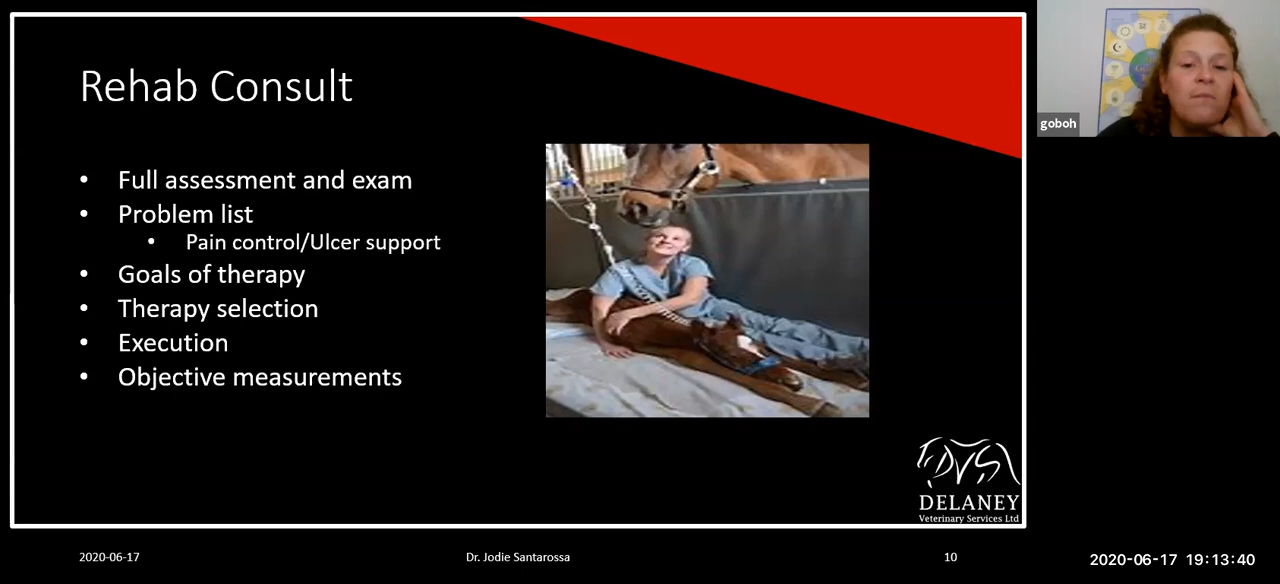 Rehab Consult
• Full assessment and exam
• Problem list
• Pain control/Ulcer support
• Goals of therapy
• Therapy selection
• Execution
• Objective measurements
DVS
DELANEY
Veterinary Services Ltd
2020-06-17
Dr. Jodie Santarossa
10
goboh
2020-06-17 19:13:40